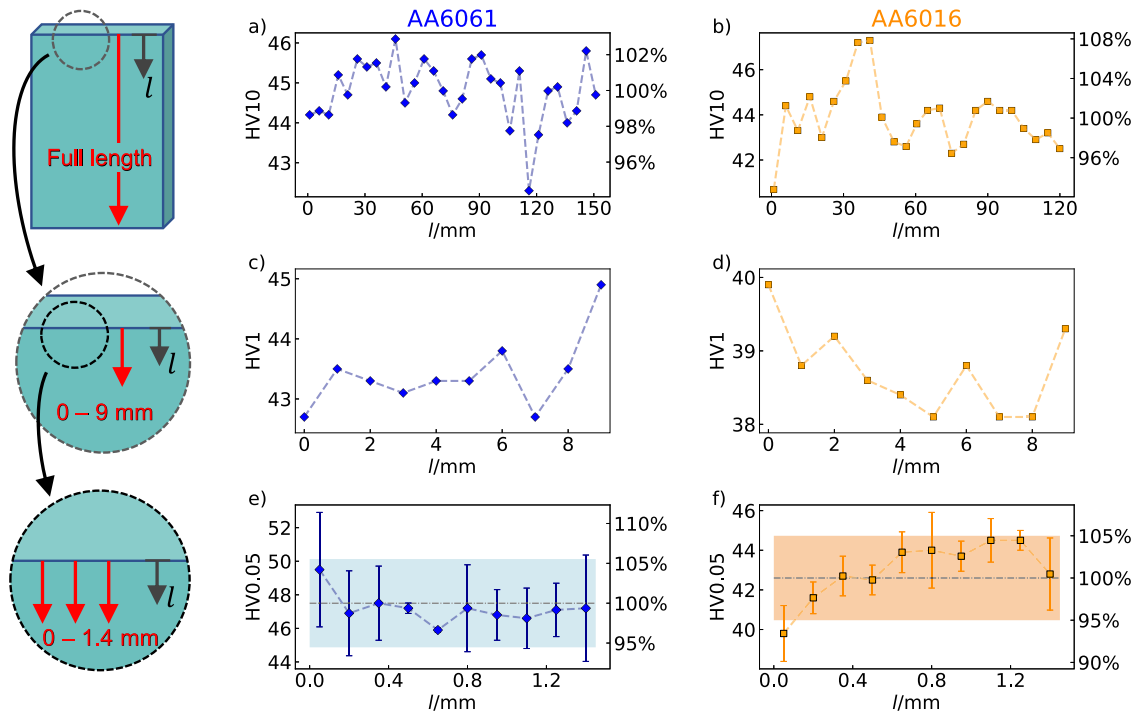 AA6061
AA6016
Full length
l
0 – 9 mm
l
0 – 1.4 mm
l
a)
HV10
46
45
44
43
102%
100%
98%
96%
0 30 60 90 120 150
l/mm
b)
HV10
46
44
42
108%
104%
100%
96%
0 30 60 90 120
l/mm
c)
HV1
45
44
43
0 2 4 6 8
l/mm
d)
HV1
40
39
38
0 2 4 6 8
l/mm
e)
HV0.05
52
50
48
46
44
110%
105%
100%
95%
0.0 0.4 0.8 1.2
l/mm
f)
HV0.05
46
44
42
40
105%
100%
95%
90%
0.0 0.4 0.8 1.2
l/mm